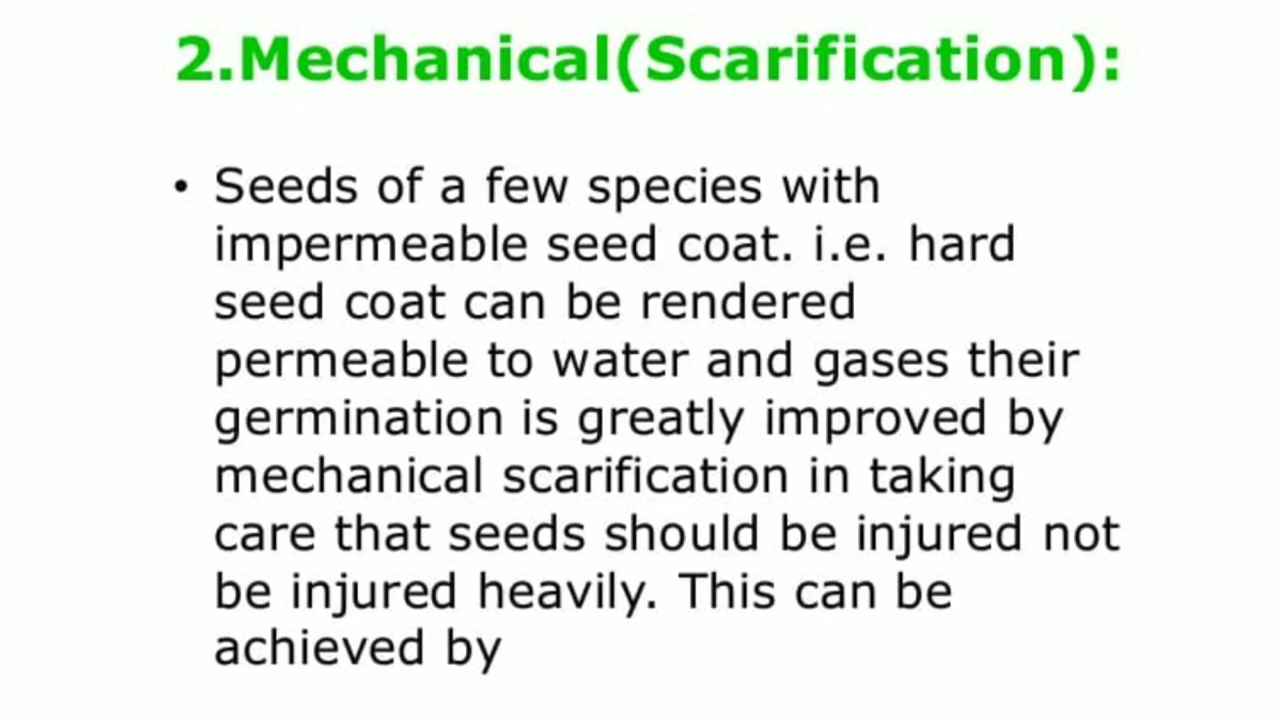 2.Mechanical(Scarification):
• Seeds of a few species with
impermeable seed coat. i.e. hard
seed coat can be rendered
permeable to water and gases their
germination is greatly improved by
mechanical scarification in taking
care that seeds should be injured not
be injured heavily. This can be
achieved by